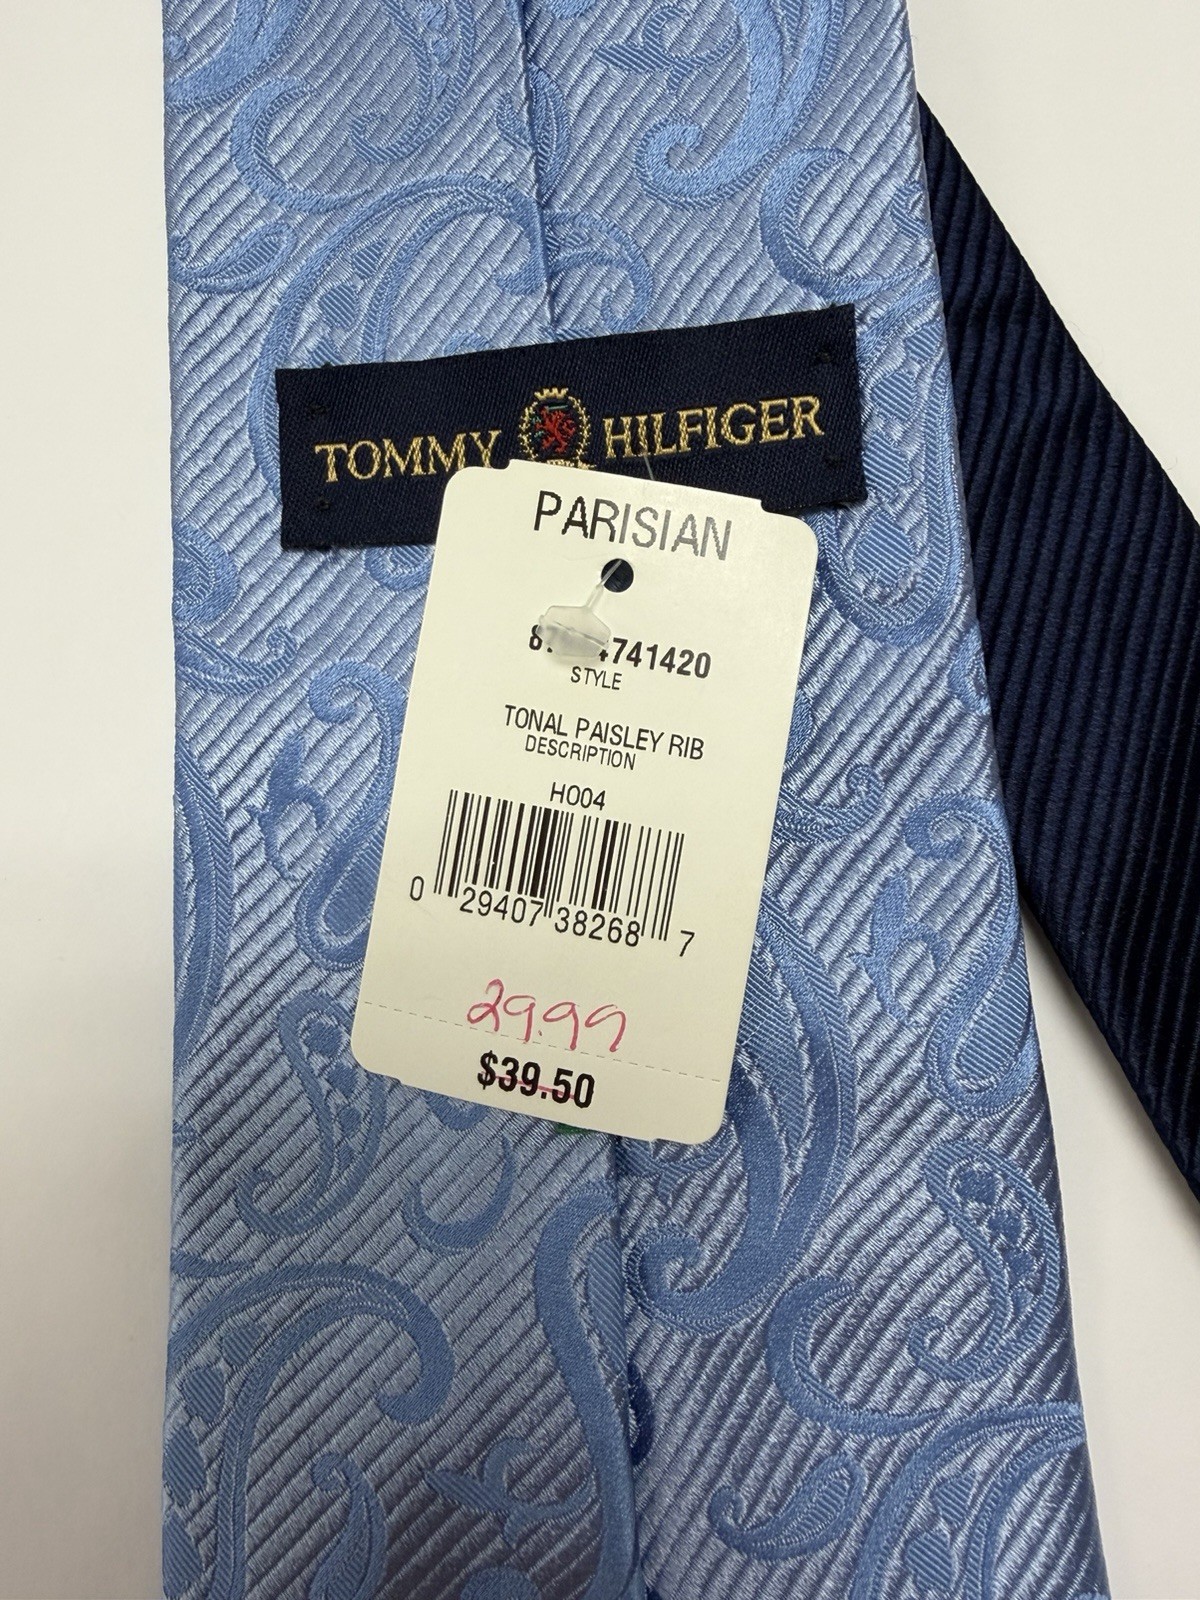 TOMMY HILFIGER
PARISIAN
741420
STYLE
TONAL PAISLEY RIB
DESCRIPTION
H004
0 29407 38268 7
29.99
$39.50